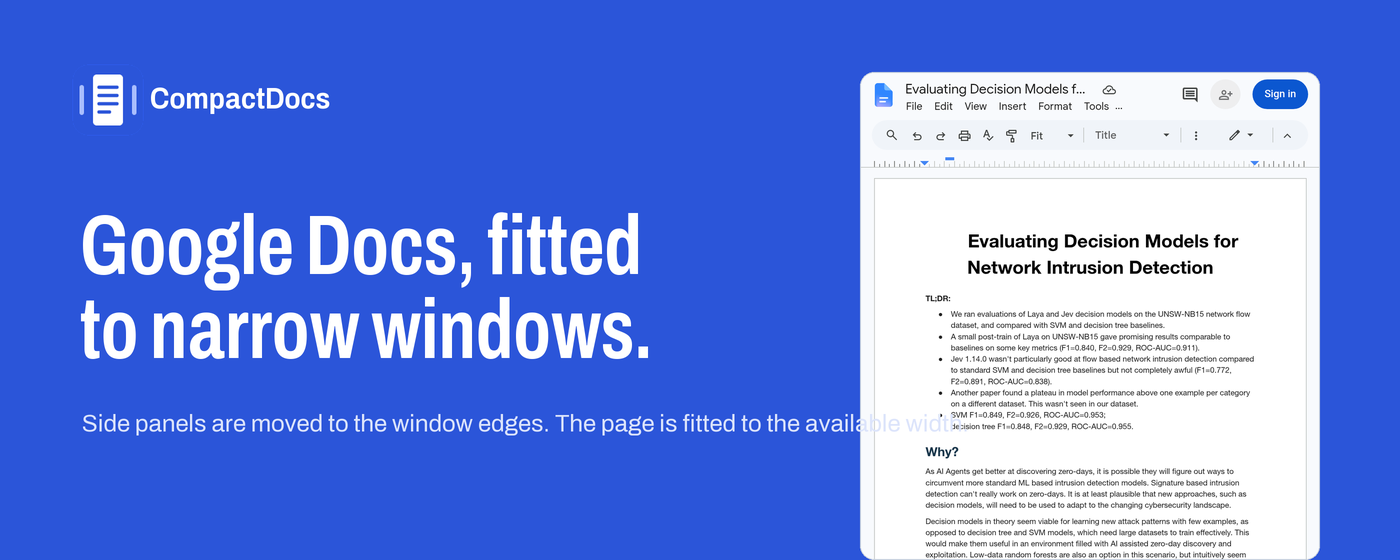 CompactDocs
Google Docs, fitted
to narrow windows.
Side panels are moved to the window edges. The page is fitted to the available width.
Evaluating Decision Models f...
File Edit View Insert Format Tools ...
Sign in
Fit
Title
Evaluating Decision Models for
Network Intrusion Detection
TL;DR:
● We ran evaluations of Laya and Jev decision models on the UNSW-NB15 network flow
dataset, and compared with SVM and decision tree baselines.
● A small post-train of Laya on UNSW-NB15 gave promising results comparable to
baselines on some key metrics (F1=0.840, F2=0.929, ROC-AUC=0.911).
● Jev 1.14.0 wasn't particularly good at flow based network intrusion detection compared
to standard SVM and decision tree baselines but not completely awful (F1=0.772,
F2=0.891, ROC-AUC=0.838).
● Another paper found a plateau in model performance above one example per category
on a different dataset. This wasn't seen in our dataset.
● SVM F1=0.849, F2=0.926, ROC-AUC=0.953;
decision tree F1=0.848, F2=0.929, ROC-AUC=0.955.
Why?
As AI Agents get better at discovering zero-days, it is possible they will figure out ways to
circumvent more standard ML based intrusion detection models. Signature based intrusion
detection can't really work on zero-days. It is at least plausible that new approaches, such as
decision models, will need to be used to adapt to the changing cybersecurity landscape.
Decision models in theory seem viable for learning new attack patterns with few examples, as
opposed to decision tree and SVM models, which need large datasets to train effectively. This
would make them useful in an environment filled with AI assisted zero-day discovery and
exploitation. Low-data random forests are also an option in this scenario, but intuitively seem